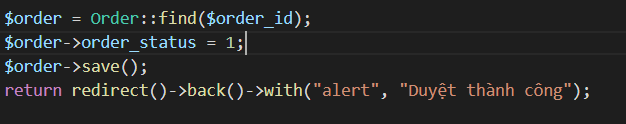 $order = Order::find($order_id);
$order->order_status = 1;
$order->save();
return redirect()->back()->with("alert", "Duyệt thành công");